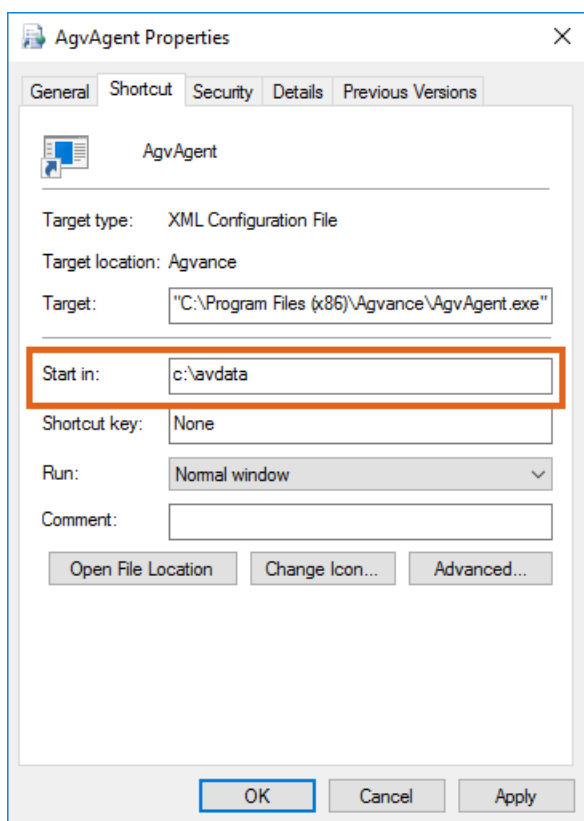 AgvAgent Properties
General Shortcut Security Details Previous Versions
AgvAgent
Target type: XML Configuration File
Target location: Agvance
Target: "C:\Program Files (x86)\Agvance\AgvAgent.exe"
Start in: c:\avdata
Shortcut key: None
Run: Normal window
Comment:
Open File Location Change Icon... Advanced...
OK Cancel Apply